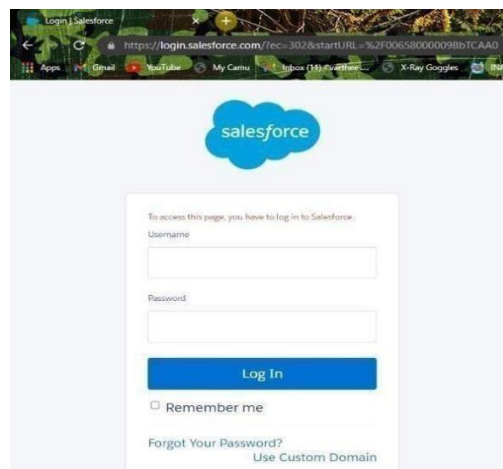 Login | Salesforce
https://login.salesforce.com/?ec=302&startURL=%2F00658000009BbTCAA0
Apps Gmail YouTube My Camu Inbox (11) X-Ray Goggles
salesforce
To access this page, you have to log in to Salesforce.
Username
Password
Log In
Remember me
Forgot Your Password?
Use Custom Domain